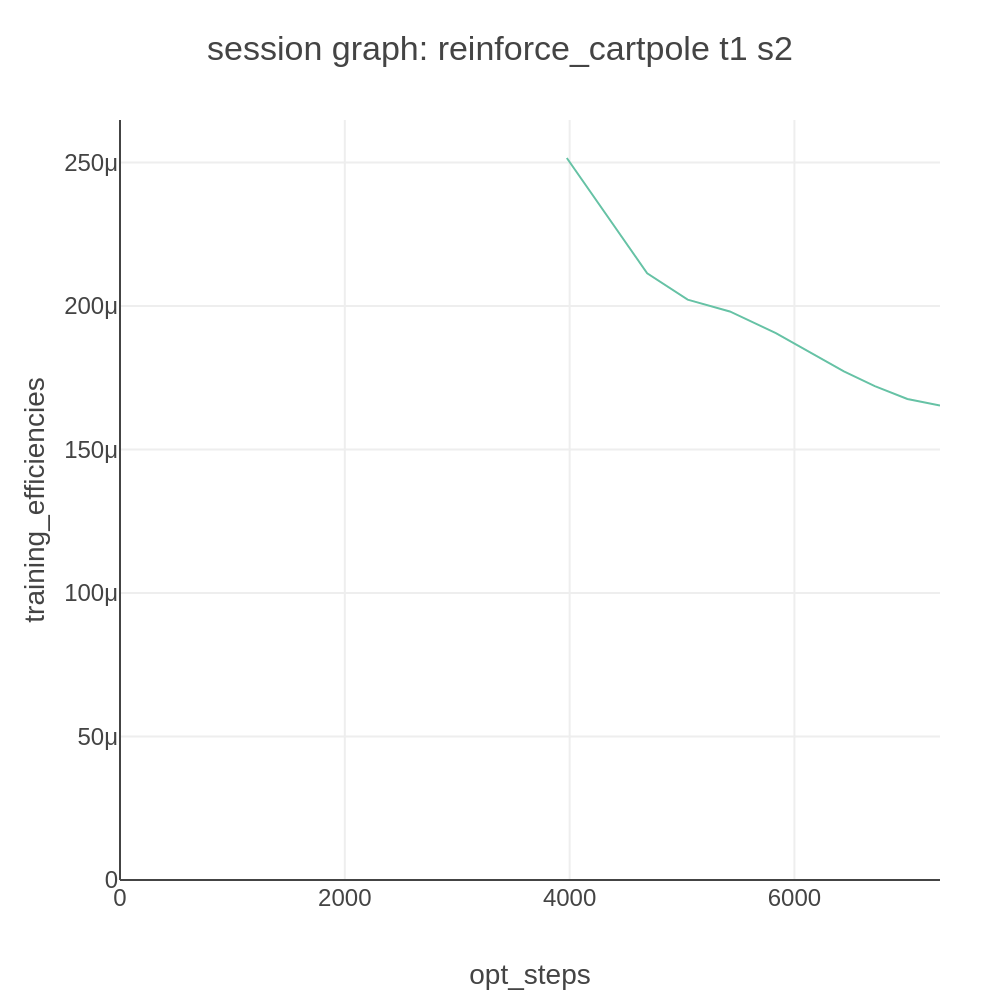 session graph: reinforce_cartpole t1 s2
training_efficiencies
250μ
200μ
150μ
100μ
50μ
0
0
2000
4000
6000
opt_steps